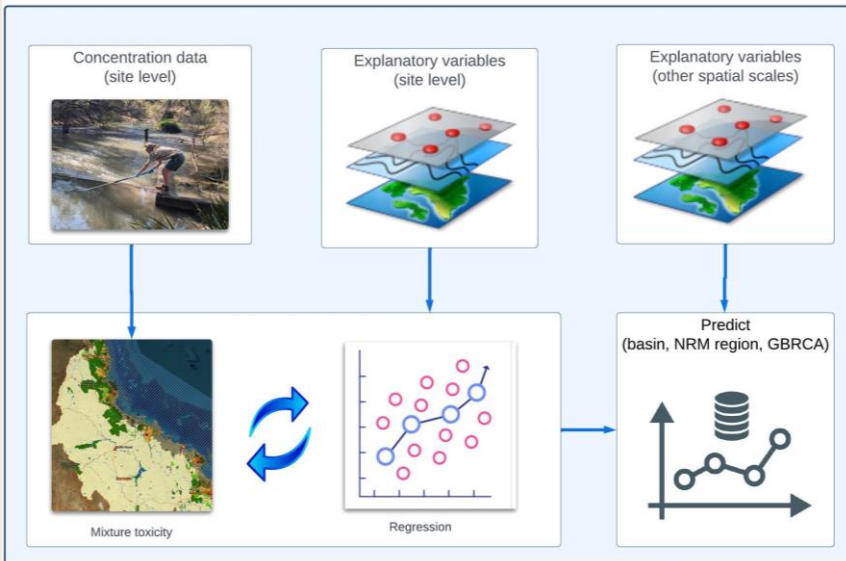 Concentration data
(site level)
Explanatory variables
(site level)
Explanatory variables
(other spatial scales)
Mixture toxicity
Regression
Predict
(basin, NRM region, GBRCA)